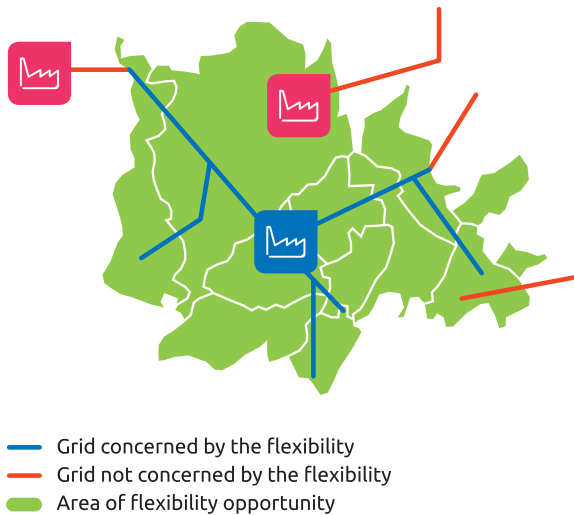 Grid concerned by the flexibility
Grid not concerned by the flexibility
Area of flexibility opportunity